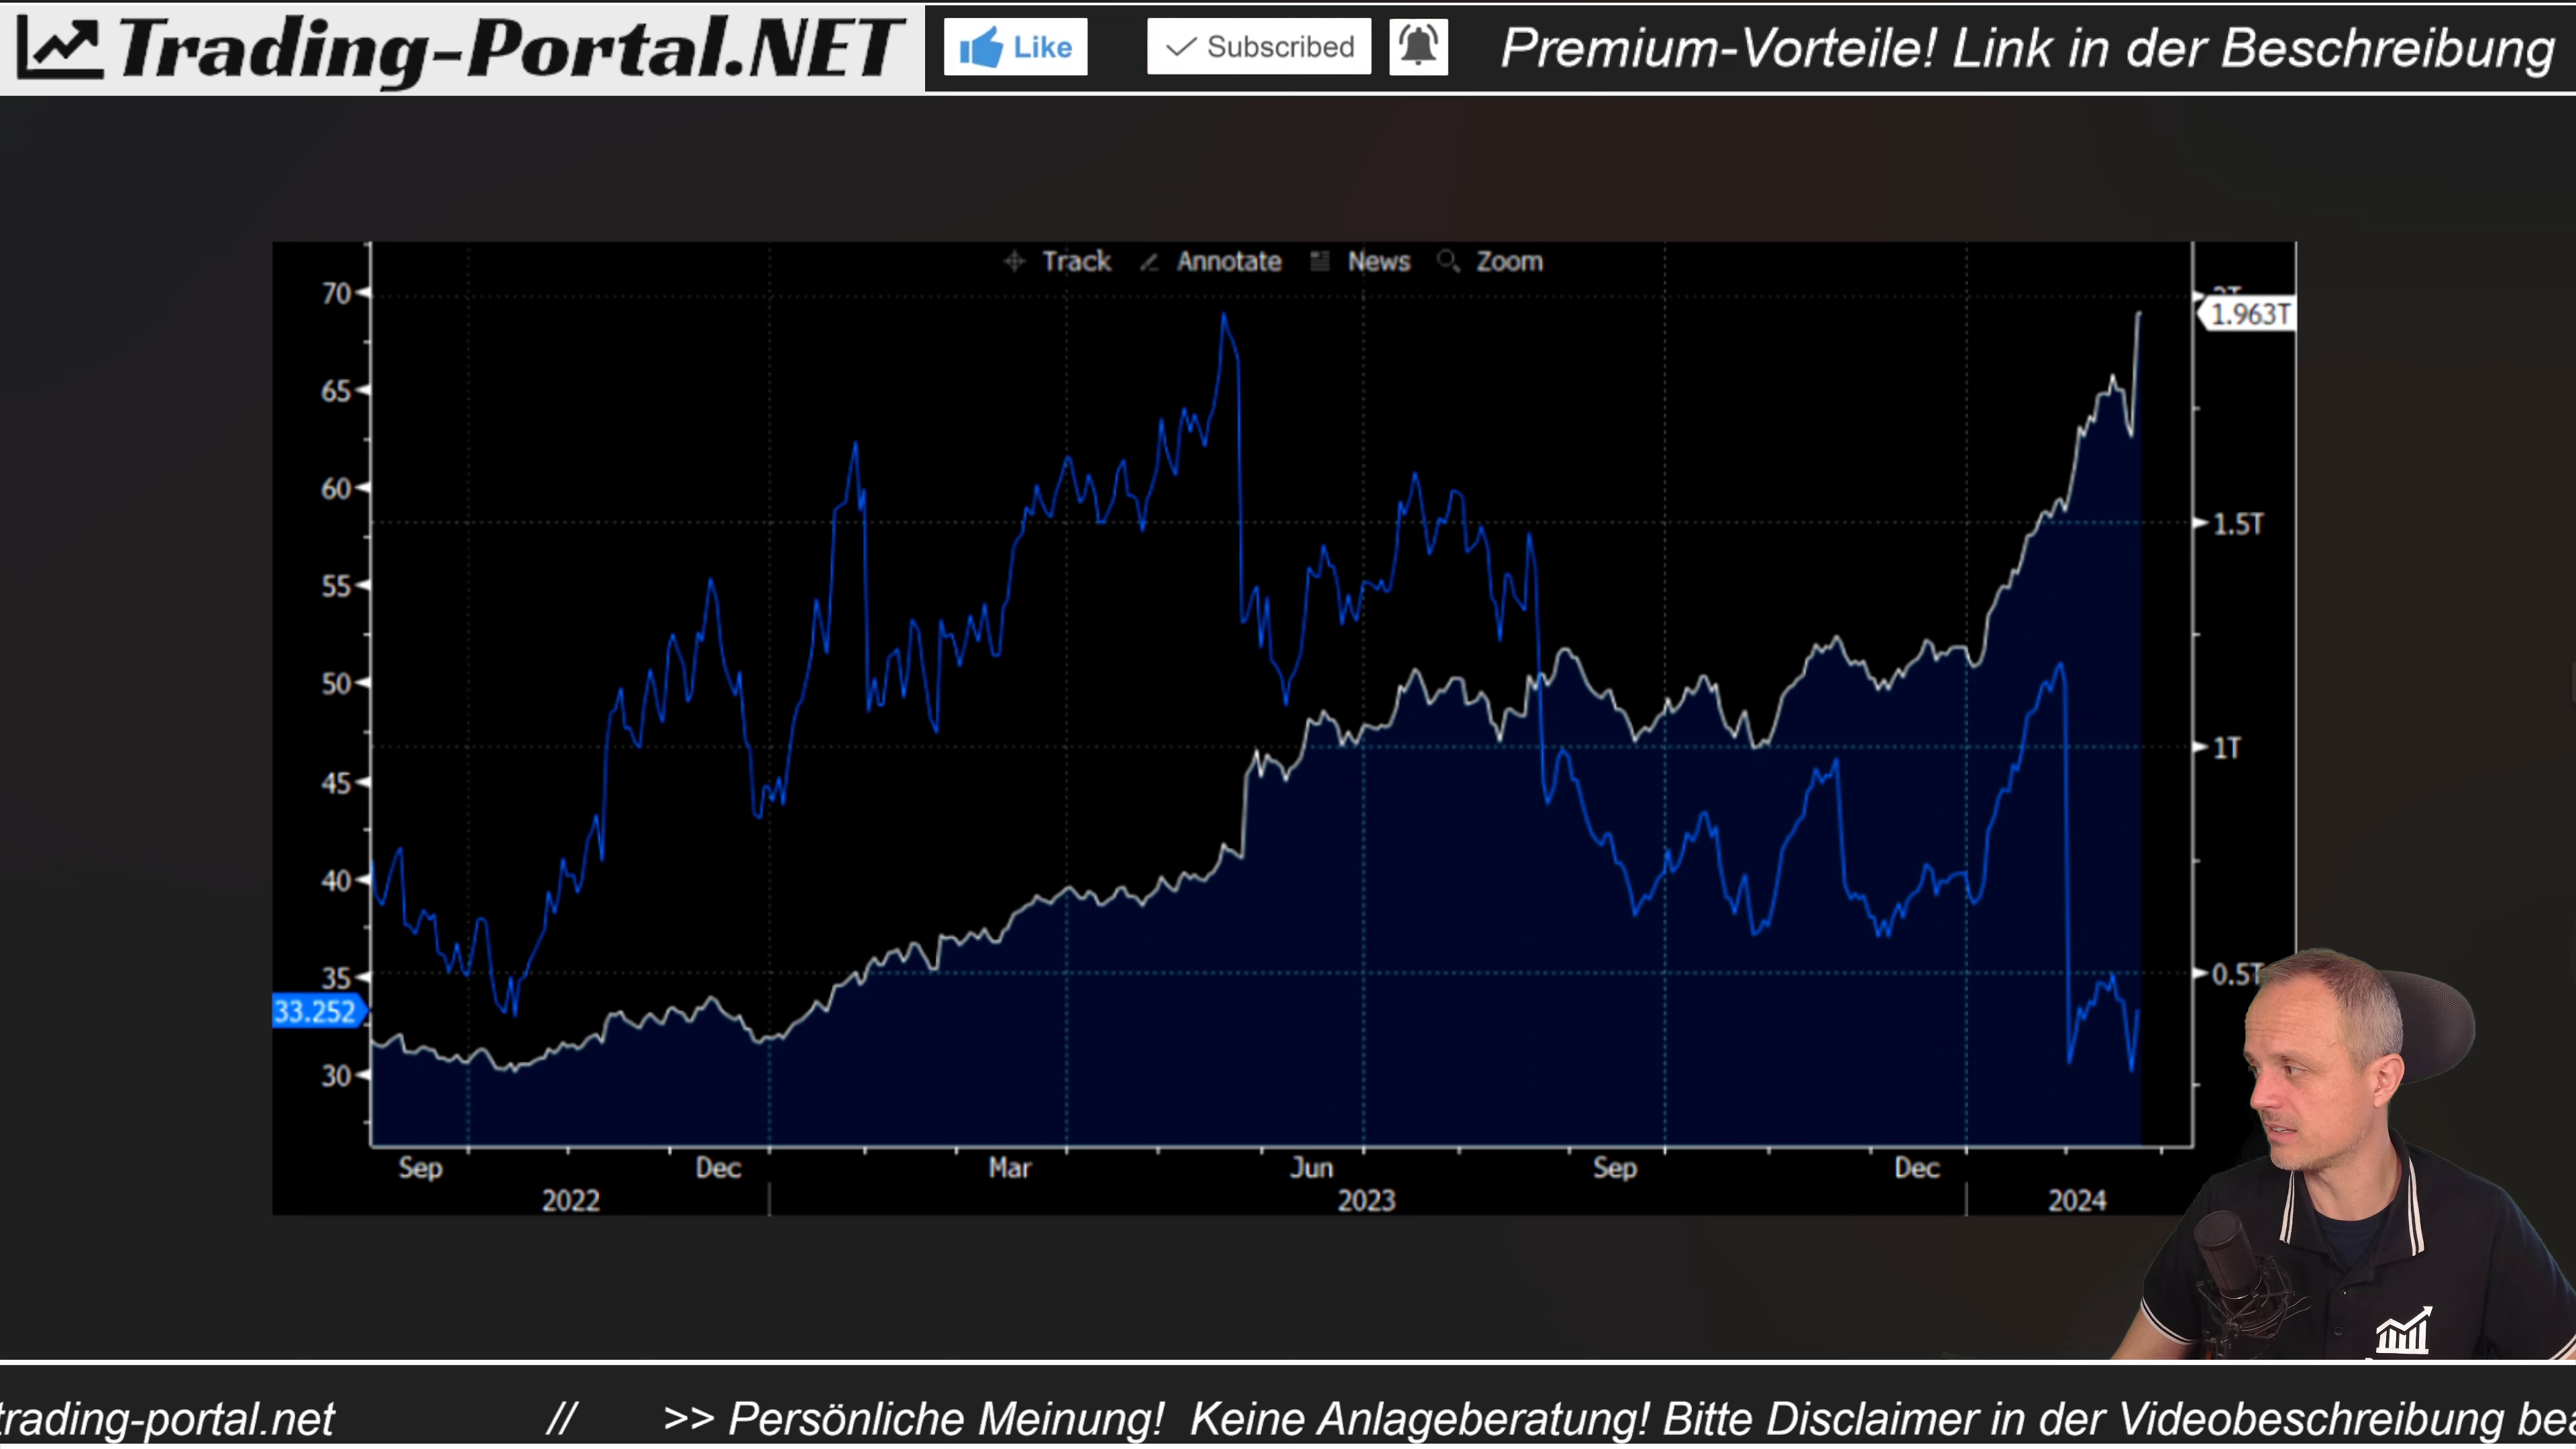 Trading-Portal.NET
Like
Subscribed
Premium-Vorteile! Link in der Beschreibung
Track Annotate News Zoom
70
65
60
55
50
45
40
35
33.252
30
2T
1.963T
1.5T
1T
0.5T
Sep Dec Mar Jun Sep Dec
2022 2023 2024
trading-portal.net // >> Persönliche Meinung! Keine Anlageberatung! Bitte Disclaimer in der Videobeschreibung bea